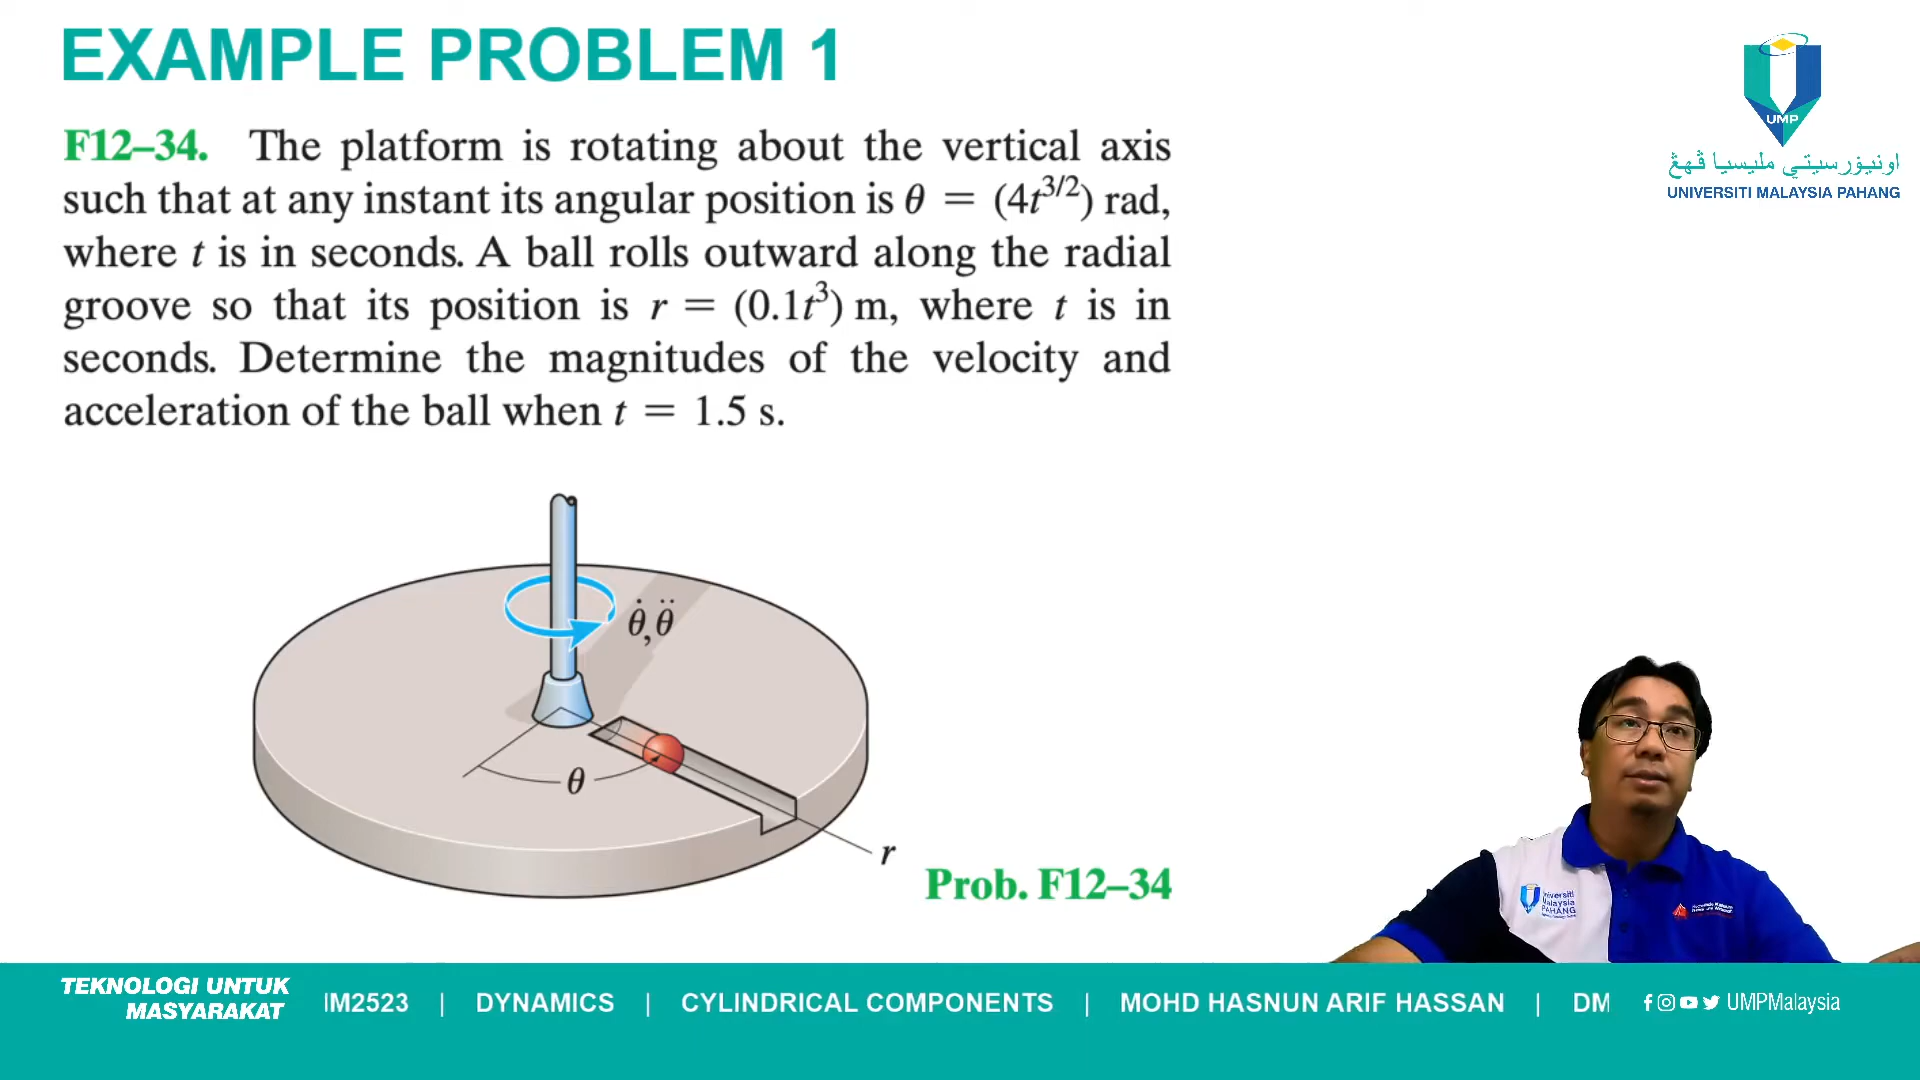 EXAMPLE PROBLEM 1
UMP
اونيۏرسيتي مليسيا ڤهڠ
UNIVERSITI MALAYSIA PAHANG
F12–34. The platform is rotating about the vertical axis
such that at any instant its angular position is θ = (4t^{3/2}) rad,
where t is in seconds. A ball rolls outward along the radial
groove so that its position is r = (0.1t³) m, where t is in
seconds. Determine the magnitudes of the velocity and
acceleration of the ball when t = 1.5 s.
θ̇, θ̈
θ
r
Prob. F12–34
Universiti
Malaysia
PAHANG
TEKNOLOGI UNTUK
MASYARAKAT
IM2523 | DYNAMICS | CYLINDRICAL COMPONENTS | MOHD HASNUN ARIF HASSAN | DM
UMPMalaysia